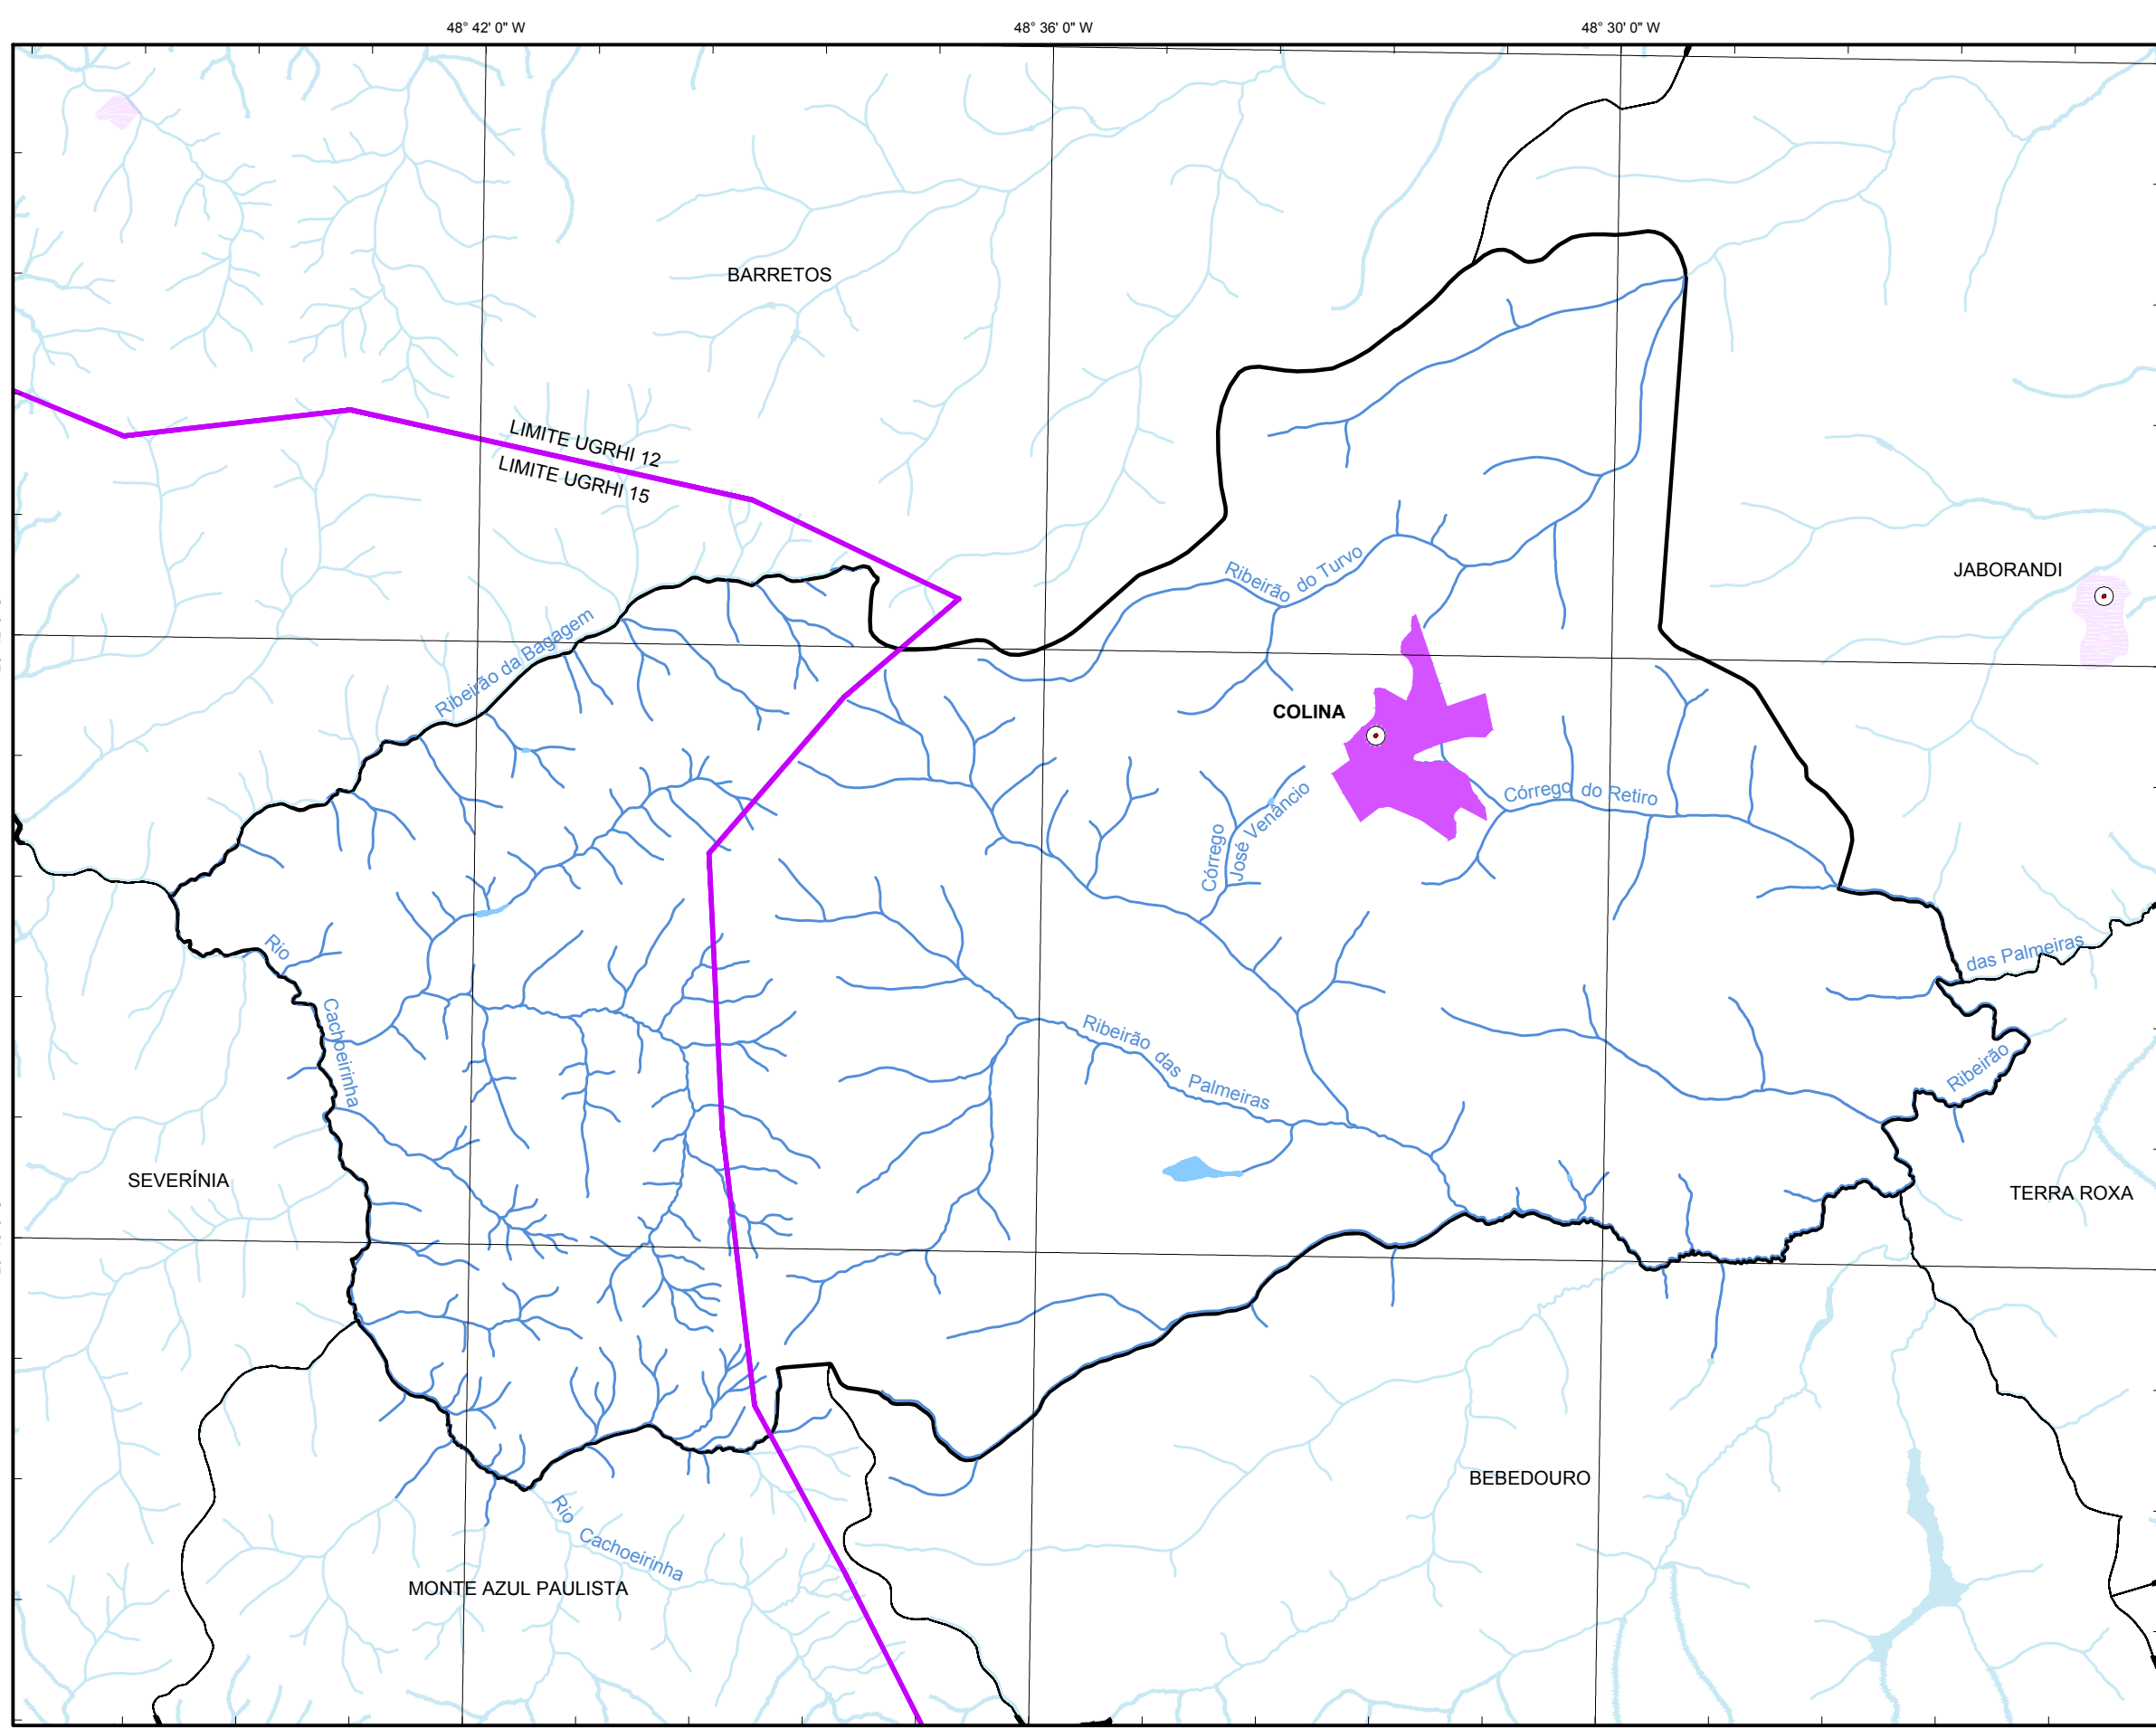 48° 42' 0" W
48° 36' 0" W
48° 30' 0" W
BARRETOS
LIMITE UGRHI 12
LIMITE UGRHI 15
Ribeirão do Turvo
JABORANDI
Ribeirão da Bagagem
COLINA
Córrego do Retiro
Córrego
José Venâncio
Rio
Cachoeirinha
das Palmeiras
Ribeirão
Ribeirão das Palmeiras
SEVERÍNIA
TERRA ROXA
BEBEDOURO
Rio Cachoeirinha
MONTE AZUL PAULISTA